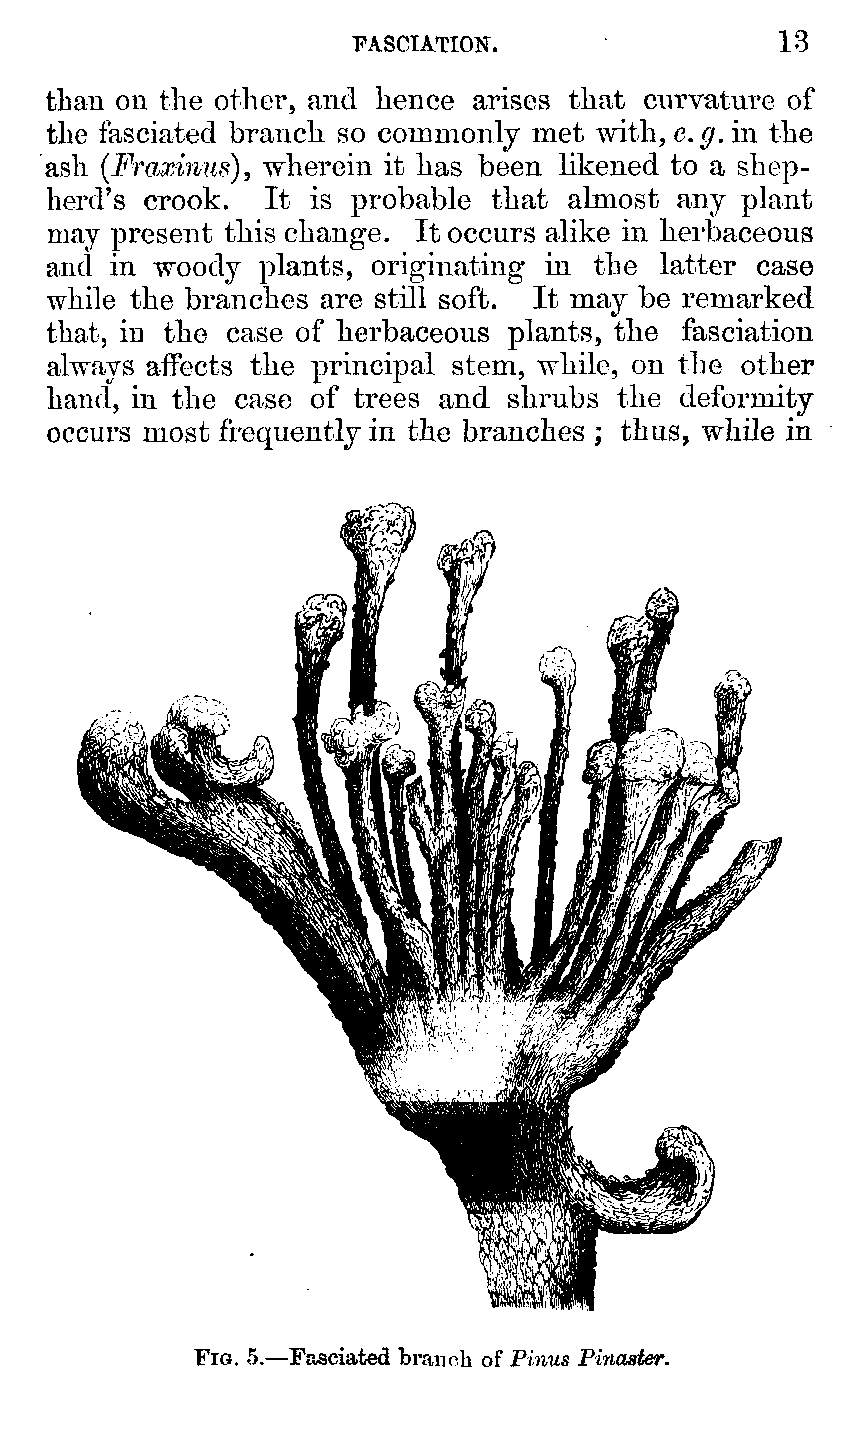 FASCIATION. 13
than on the other, and hence arises that curvature of
the fasciated branch so commonly met with, e. g. in the
ash (Fraxinus), wherein it has been likened to a shep-
herd's crook. It is probable that almost any plant
may present this change. It occurs alike in herbaceous
and in woody plants, originating in the latter case
while the branches are still soft. It may be remarked
that, in the case of herbaceous plants, the fasciation
always affects the principal stem, while, on the other
hand, in the case of trees and shrubs the deformity
occurs most frequently in the branches ; thus, while in
FIG. 5.—Fasciated branch of Pinus Pinaster.